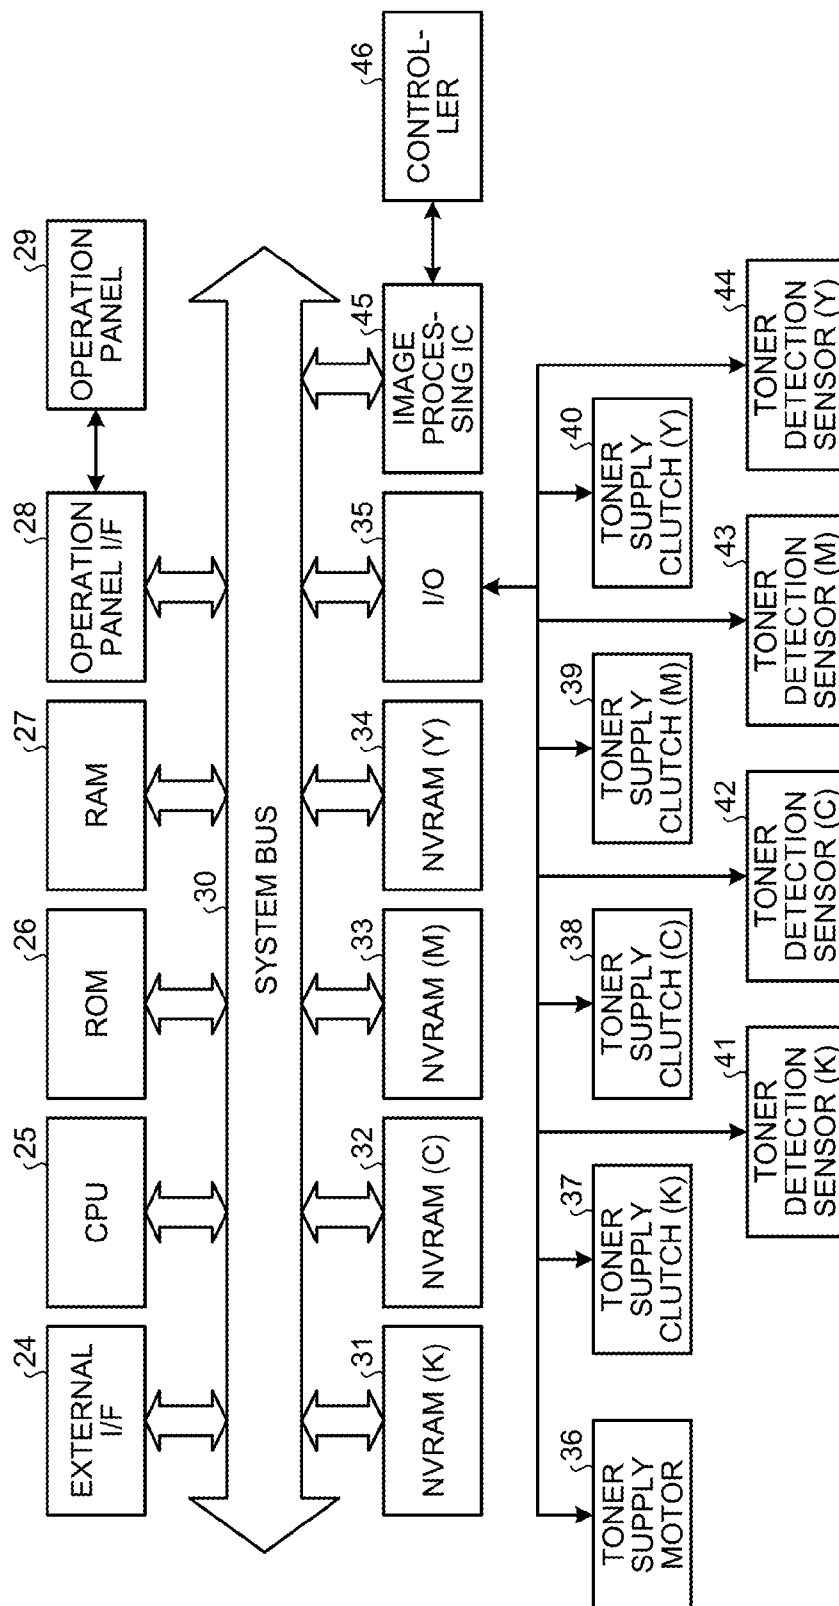 24
EXTERNAL
I/F
25
CPU
26
ROM
27
RAM
28
OPERATION
PANEL I/F
29
OPERATION
PANEL
30
SYSTEM BUS
31
NVRAM (K)
32
NVRAM (C)
33
NVRAM (M)
34
NVRAM (Y)
35
I/O
45
IMAGE
PROCES-
SING IC
46
CONTROL-
LER
36
TONER
SUPPLY
MOTOR
37
TONER
SUPPLY
CLUTCH (K)
38
TONER
SUPPLY
CLUTCH (C)
39
TONER
SUPPLY
CLUTCH (M)
40
TONER
SUPPLY
CLUTCH (Y)
41
TONER
DETECTION
SENSOR (K)
42
TONER
DETECTION
SENSOR (C)
43
TONER
DETECTION
SENSOR (M)
44
TONER
DETECTION
SENSOR (Y)